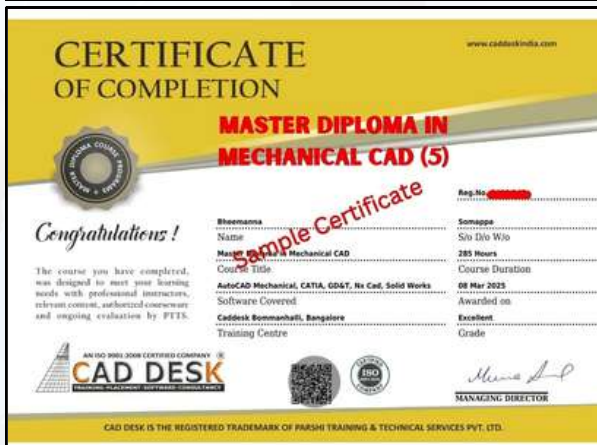 CERTIFICATE
OF COMPLETION
www.caddeskindia.com
MASTER DIPLOMA IN
MECHANICAL CAD (5)
MASTER DIPLOMA COURSE PROGRAMS
Reg.No.
Sample Certificate
Congratulations !
The course you have completed,
was designed to meet your learning
needs with professional instructors,
relevant content, authorized courseware
and ongoing evaluation by PTTS.
Bheemanna
Name
Somappa
S/o D/o W/o
Master Diploma in Mechanical CAD
Course Title
285 Hours
Course Duration
AutoCAD Mechanical, CATIA, GD&T, Nx Cad, Solid Works
Software Covered
08 Mar 2025
Awarded on
Caddesk Bommanhalli, Bangalore
Training Centre
Excellent
Grade
AN ISO 9001:2008 CERTIFIED COMPANY
®
CAD DESK
TRAINING-PLACEMENT-SOFTWARE-CONSULTANCY
ISO
MANAGING DIRECTOR
CAD DESK IS THE REGISTERED TRADEMARK OF PARSHI TRAINING & TECHNICAL SERVICES PVT. LTD.